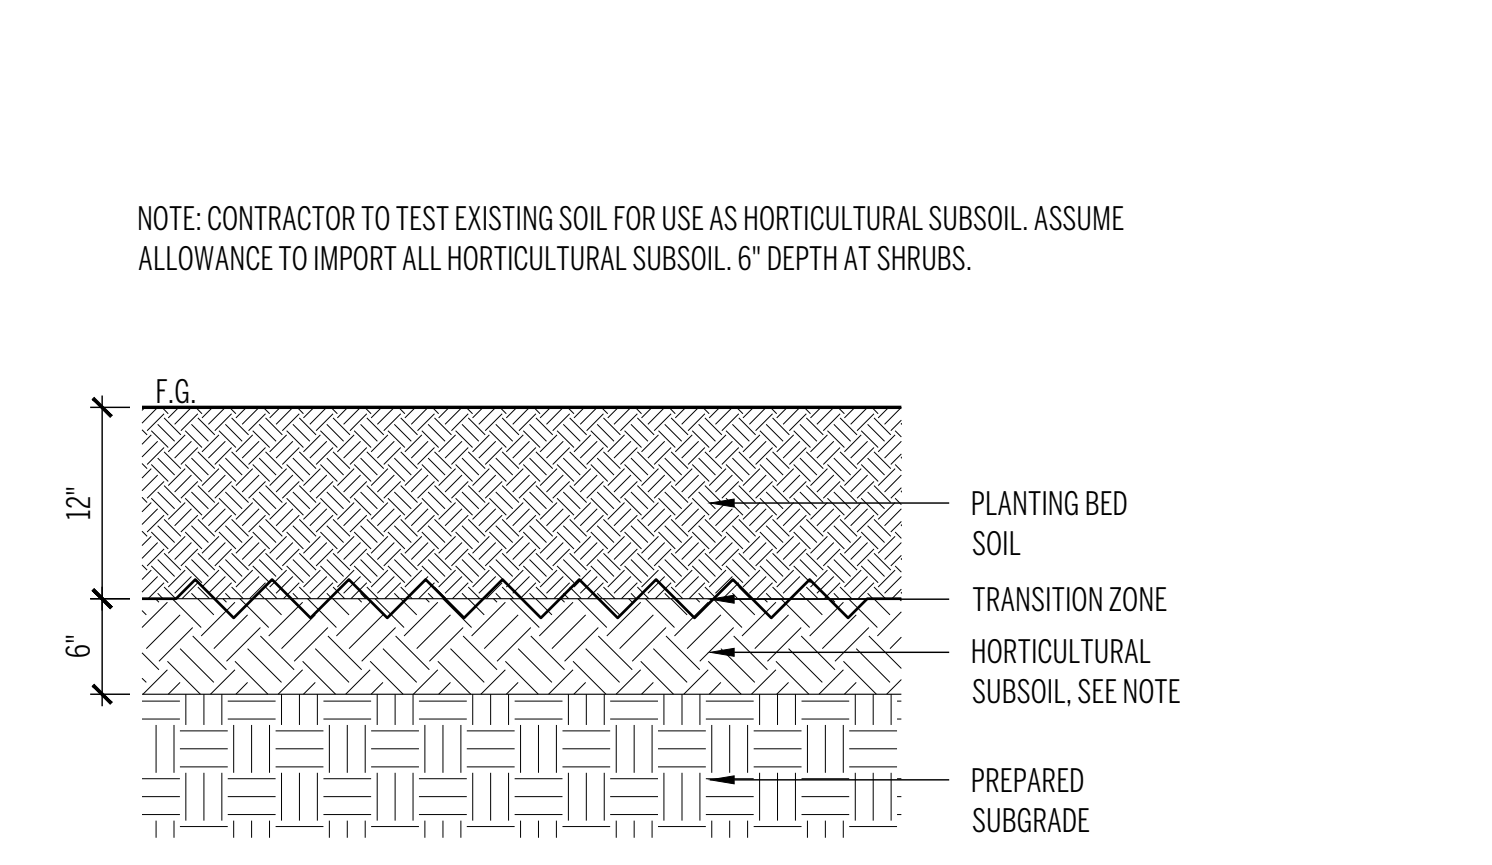 NOTE: CONTRACTOR TO TEST EXISTING SOIL FOR USE AS HORTICULTURAL SUBSOIL. ASSUME
ALLOWANCE TO IMPORT ALL HORTICULTURAL SUBSOIL. 6" DEPTH AT SHRUBS.
F.G.
12"
6"
PLANTING BED
SOIL
TRANSITION ZONE
HORTICULTURAL
SUBSOIL, SEE NOTE
PREPARED
SUBGRADE